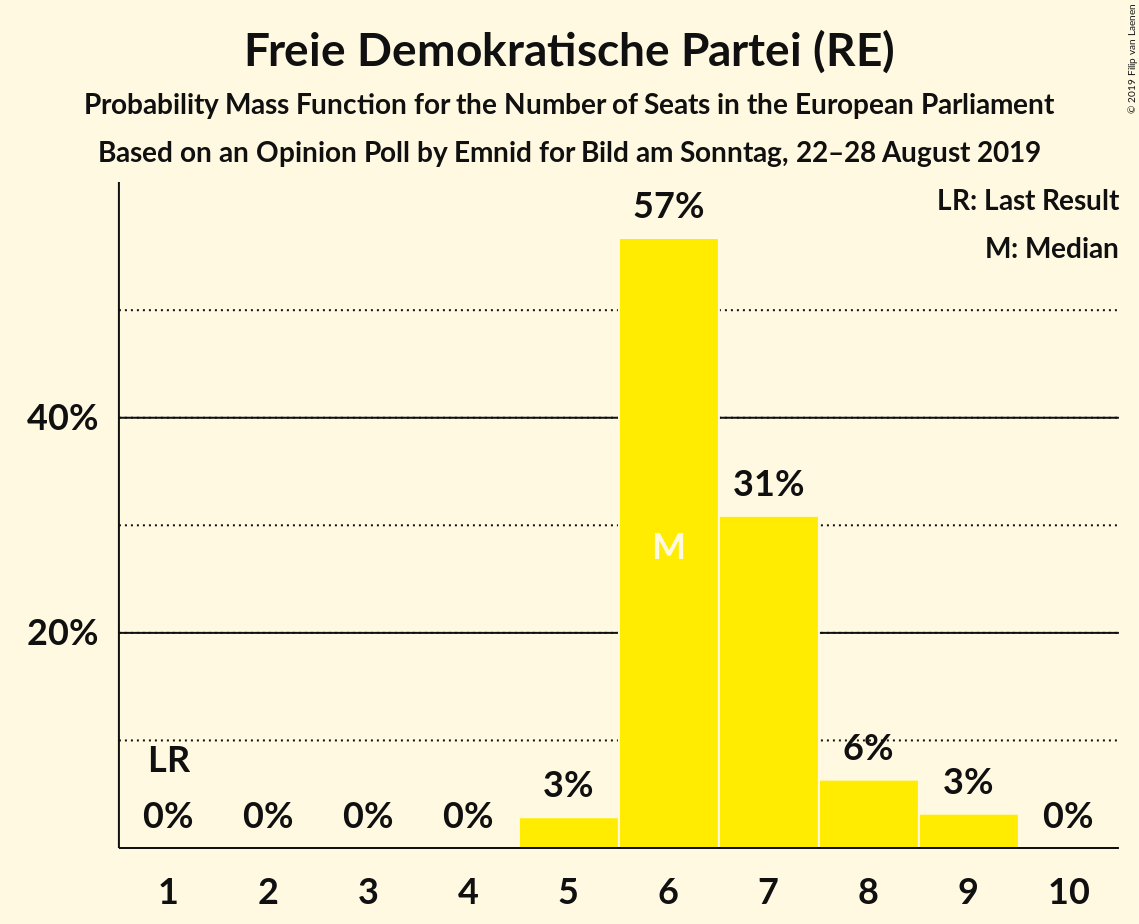 Freie Demokratische Partei (RE)
Probability Mass Function for the Number of Seats in the European Parliament
Based on an Opinion Poll by Emnid for Bild am Sonntag, 22–28 August 2019
© 2019 Filip van Laenen
LR: Last Result
M: Median
57%
40%
31%
M
20%
LR
6%
3%
3%
0%
0%
0%
0%
0%
1 2 3 4 5 6 7 8 9 10